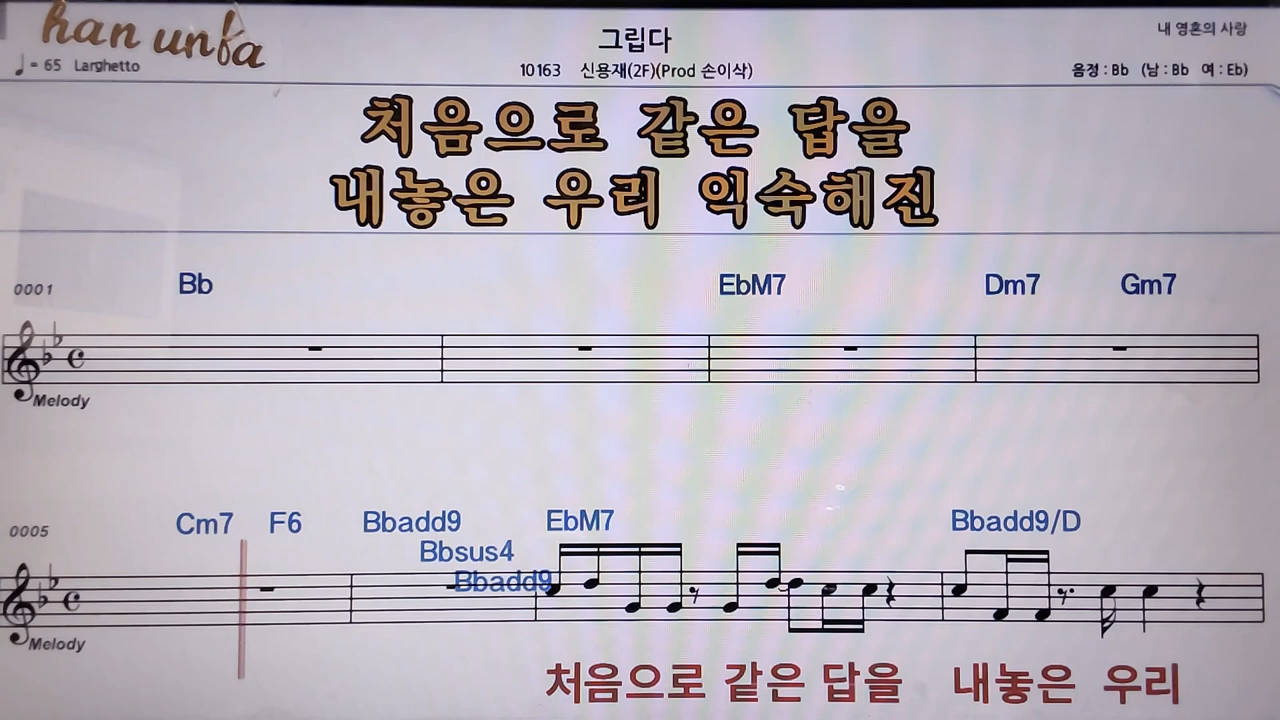 han unfa
내 영혼의 사랑
그립다
♩= 65 Larghetto
10163 신용재(2F)(Prod 손이삭)
음정 : Bb (남 : Bb 여 : Eb)
처음으로 같은 답을
내놓은 우리 익숙해진
0001 Bb EbM7 Dm7 Gm7
Melody
0005 Cm7 F6 Bbadd9 EbM7 Bbadd9/D
Bbsus4
Bbadd9
Melody
처음으로 같은 답을 내놓은 우리